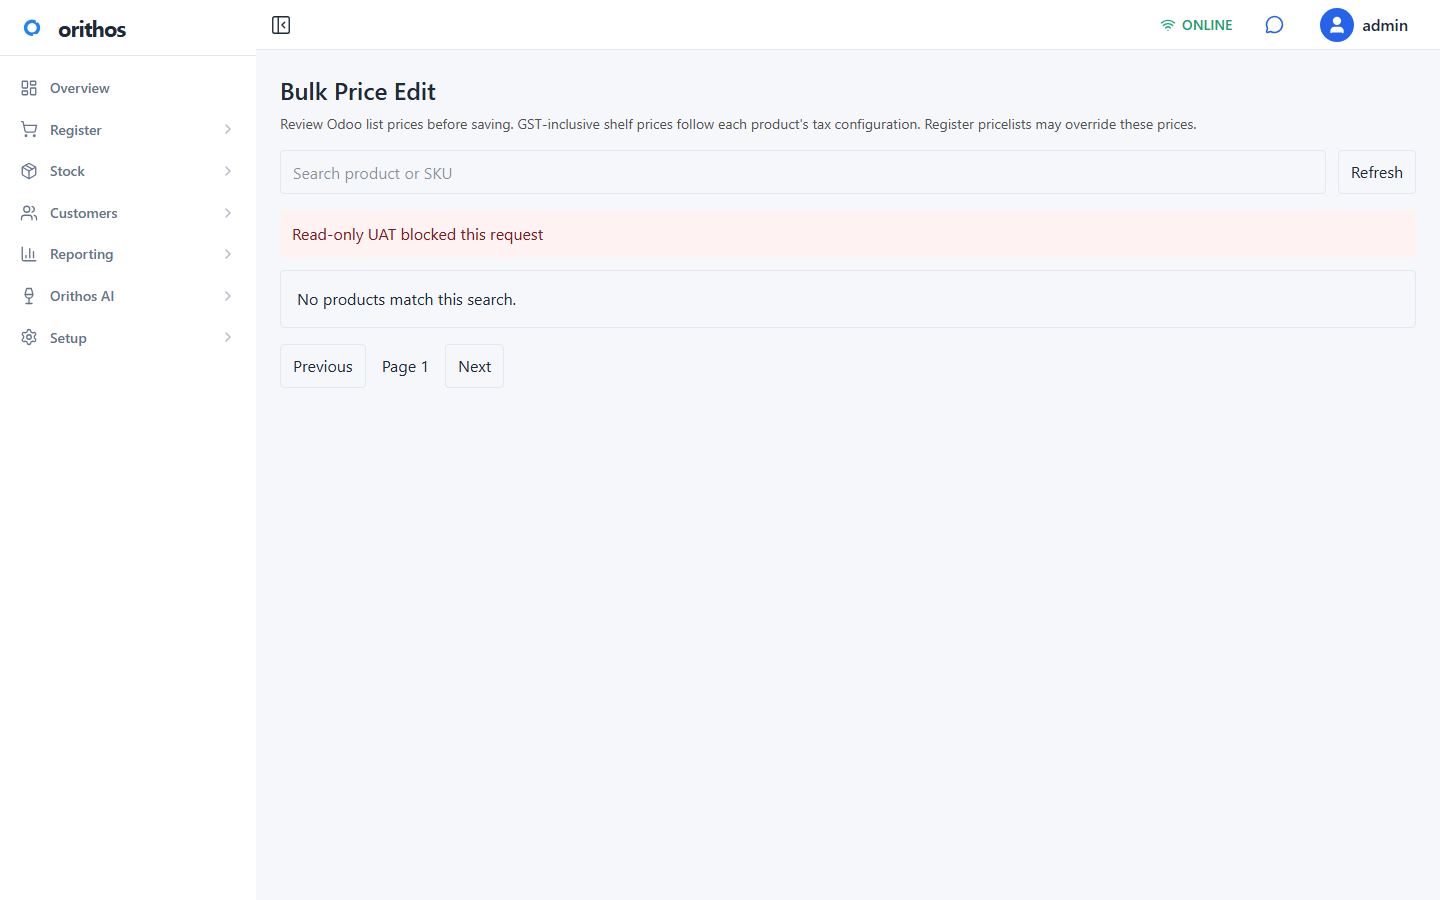 orithos
ONLINE
admin
Overview
Register
Stock
Customers
Reporting
Orithos AI
Setup
Bulk Price Edit
Review Odoo list prices before saving. GST-inclusive shelf prices follow each product's tax configuration. Register pricelists may override these prices.
Search product or SKU
Refresh
Read-only UAT blocked this request
No products match this search.
Previous
Page 1
Next